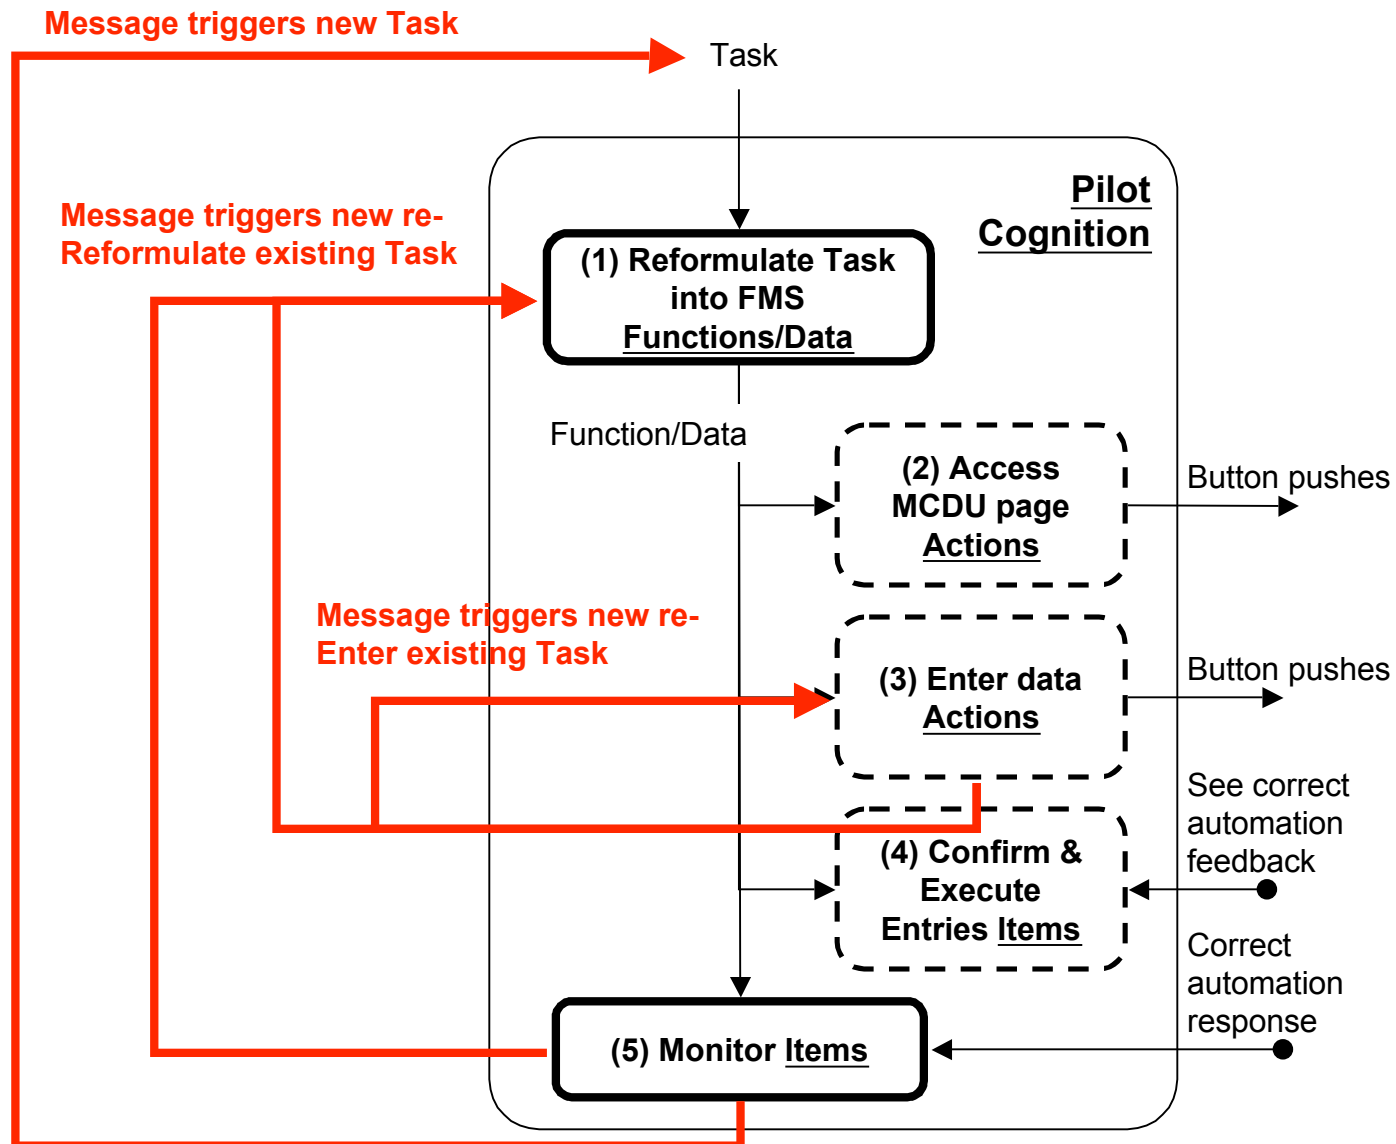 Message triggers new Task
Task
Pilot
Cognition
Message triggers new re-
Reformulate existing Task
(1) Reformulate Task
into FMS
Functions/Data
Function/Data
(2) Access
MCDU page
Actions
Button pushes
Message triggers new re-
Enter existing Task
(3) Enter data
Actions
Button pushes
See correct
automation
feedback
(4) Confirm &
Execute
Entries Items
Correct
automation
response
(5) Monitor Items